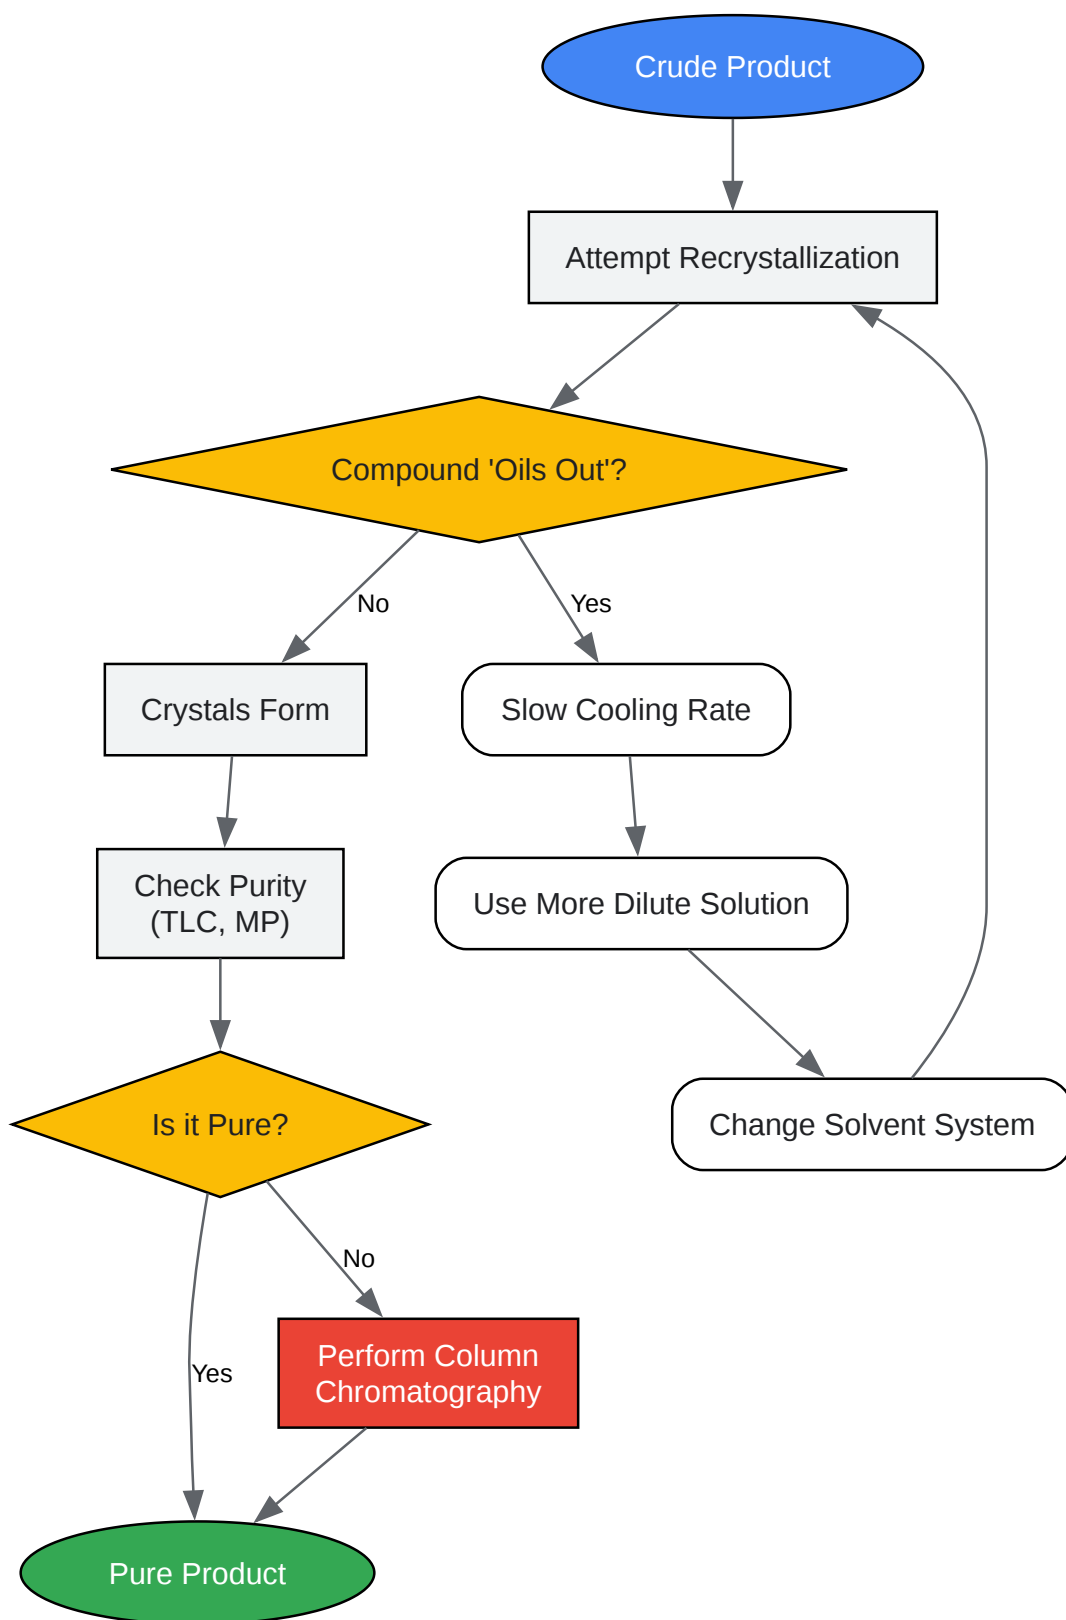 Crude Product
Attempt Recrystallization
Compound 'Oils Out'?
No
Yes
Crystals Form
Slow Cooling Rate
Check Purity
(TLC, MP)
Use More Dilute Solution
Is it Pure?
Change Solvent System
No
Perform Column
Chromatography
Yes
Pure Product